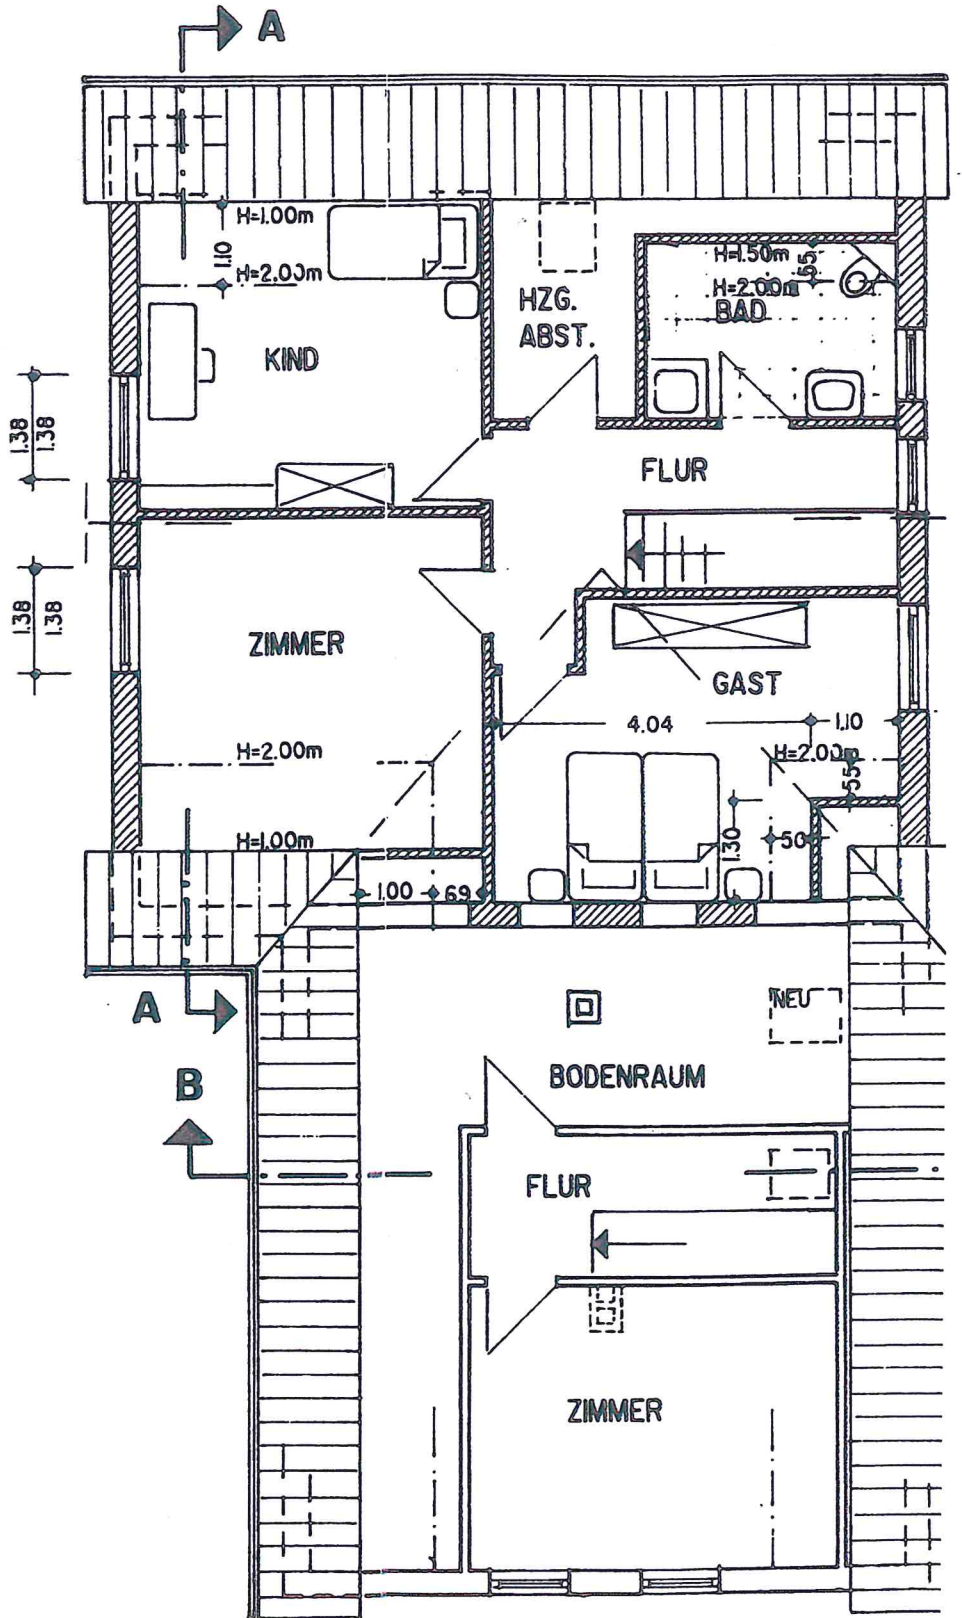 A
H=1.00m
1.10
H=2.00m
KIND
HZG.
ABST.
H=1.50m
55
H=2.00m
BAD
1.38
1.38
FLUR
1.38
1.38
ZIMMER
GAST
4.04
1.10
H=2.00m
H=2.00m
55
1.30
50
H=1.00m
1.00
69
A
NEU
BODENRAUM
B
FLUR
ZIMMER